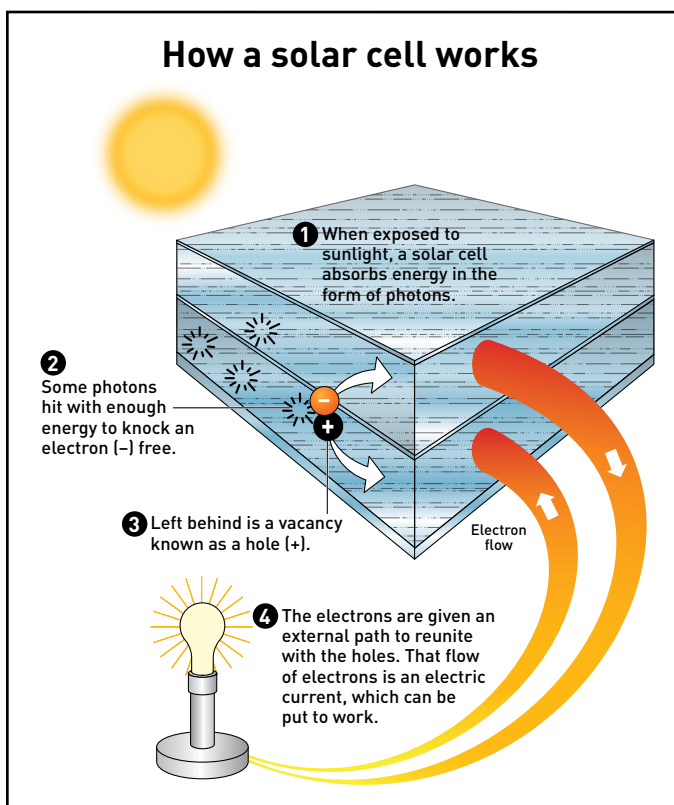 How a solar cell works
1 When exposed to
sunlight, a solar cell
absorbs energy in the
form of photons.
2
Some photons
hit with enough
energy to knock an
electron (–) free.
–
+
3 Left behind is a vacancy
known as a hole (+).
Electron
flow
4 The electrons are given an
external path to reunite
with the holes. That flow
of electrons is an electric
current, which can be
put to work.